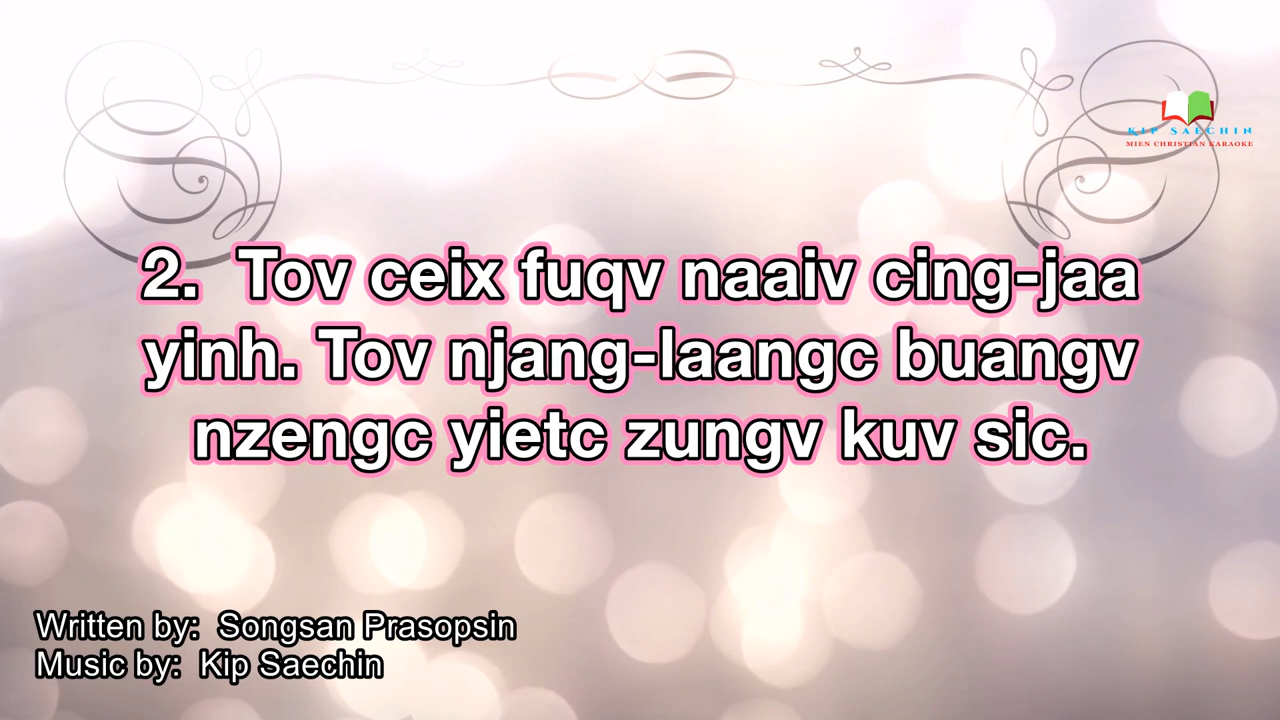 KIP SAECHIN
MIEN CHRISTIAN KARAOKE
2. Tov ceix fuqv naaiv cing-jaa
yinh. Tov njang-laangc buangv
nzengc yietc zungv kuv sic.
Written by: Songsan Prasopsin
Music by: Kip Saechin